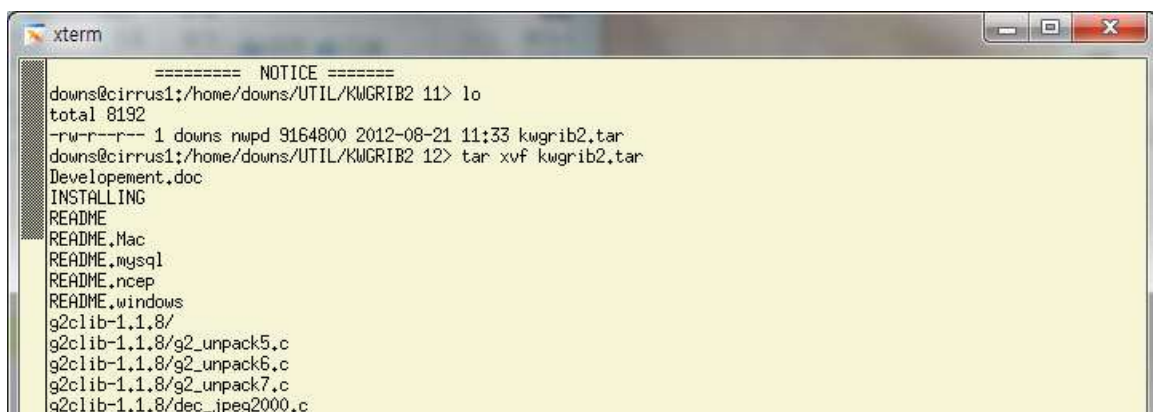 xterm
========= NOTICE =======
downs@cirrus1:/home/downs/UTIL/KWGRIB2 11> lo
total 8192
-rw-r--r-- 1 downs nwpd 9164800 2012-08-21 11:33 kwgrib2.tar
downs@cirrus1:/home/downs/UTIL/KWGRIB2 12> tar xvf kwgrib2.tar
Developement.doc
INSTALLING
README
README.Mac
README.mysql
README.ncep
README.windows
g2clib-1.1.8/
g2clib-1.1.8/g2_unpack5.c
g2clib-1.1.8/g2_unpack6.c
g2clib-1.1.8/g2_unpack7.c
g2clib-1.1.8/dec_jpeg2000.c